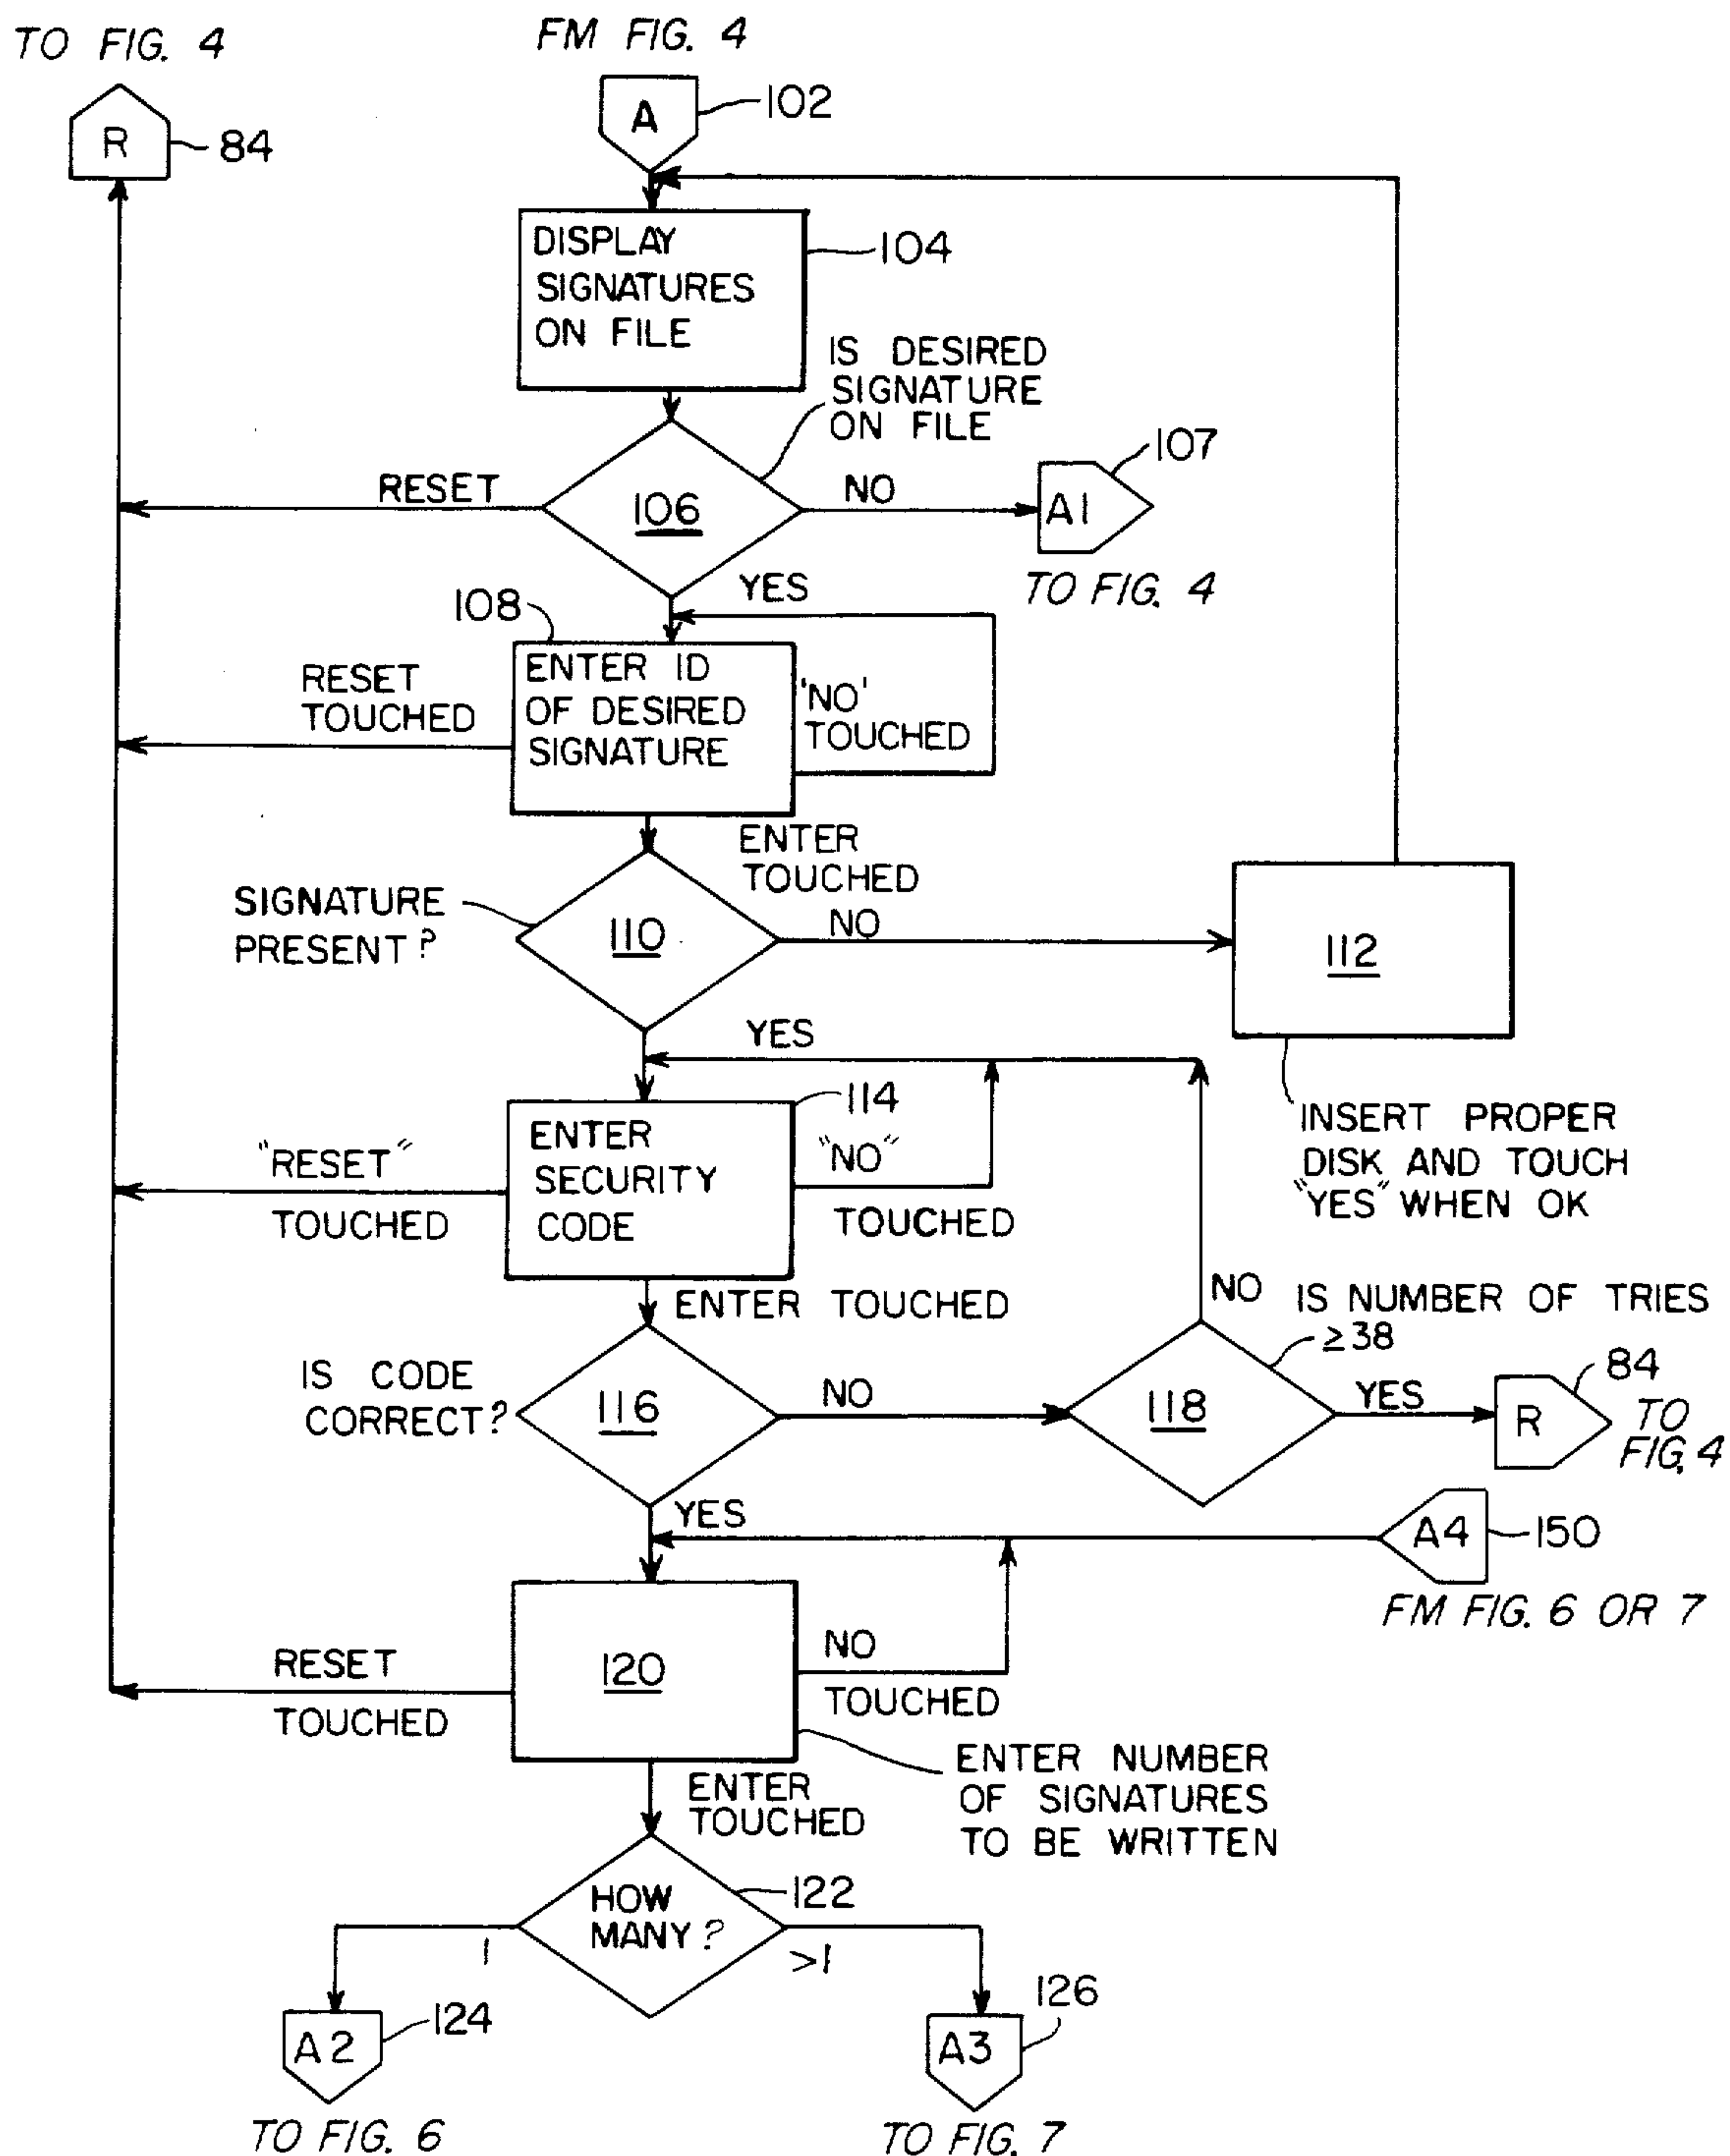 TO FIG. 4
FM FIG. 4
A
102
R
84
DISPLAY
SIGNATURES
ON FILE
104
IS DESIRED
SIGNATURE
ON FILE
107
RESET
106
NO
A1
TO FIG. 4
YES
108
ENTER ID
OF DESIRED
SIGNATURE
RESET
TOUCHED
'NO'
TOUCHED
ENTER
TOUCHED
SIGNATURE
PRESENT?
110
NO
112
YES
INSERT PROPER
DISK AND TOUCH
"YES" WHEN OK
114
ENTER
SECURITY
CODE
"RESET"
TOUCHED
"NO"
TOUCHED
ENTER TOUCHED
NO
IS NUMBER OF TRIES
≥38
IS CODE
CORRECT?
116
NO
118
YES
84
R
TO
FIG. 4
YES
A4
150
FM FIG. 6 OR 7
120
RESET
TOUCHED
NO
TOUCHED
ENTER NUMBER
OF SIGNATURES
TO BE WRITTEN
ENTER
TOUCHED
HOW
MANY?
122
1
>1
A2
124
A3
126
TO FIG. 6
TO FIG. 7